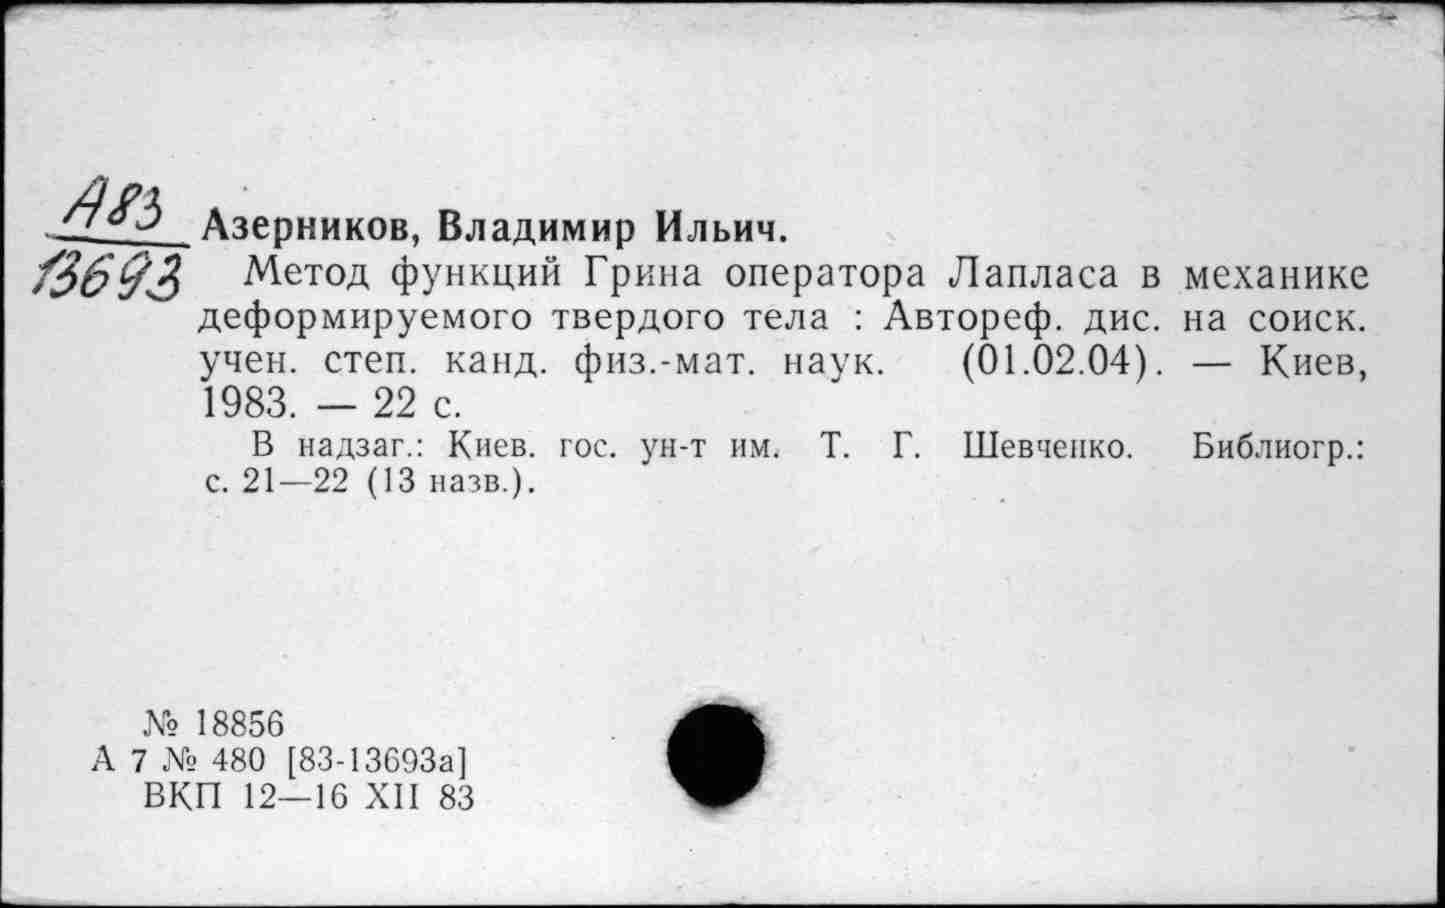 А83
13693
Азерников, Владимир Ильич.
Метод функций Грина оператора Лапласа в механике
деформируемого твердого тела : Автореф. дис. на соиск.
учен. степ. канд. физ.-мат. наук. (01.02.04). — Киев,
1983. — 22 с.
В надзаг.: Киев. гос. ун-т им. Т. Г. Шевченко. Библиогр.:
с. 21—22 (13 назв.).
№ 18856
А 7 № 480 [83-13693а]
ВКП 12—16 XII 83